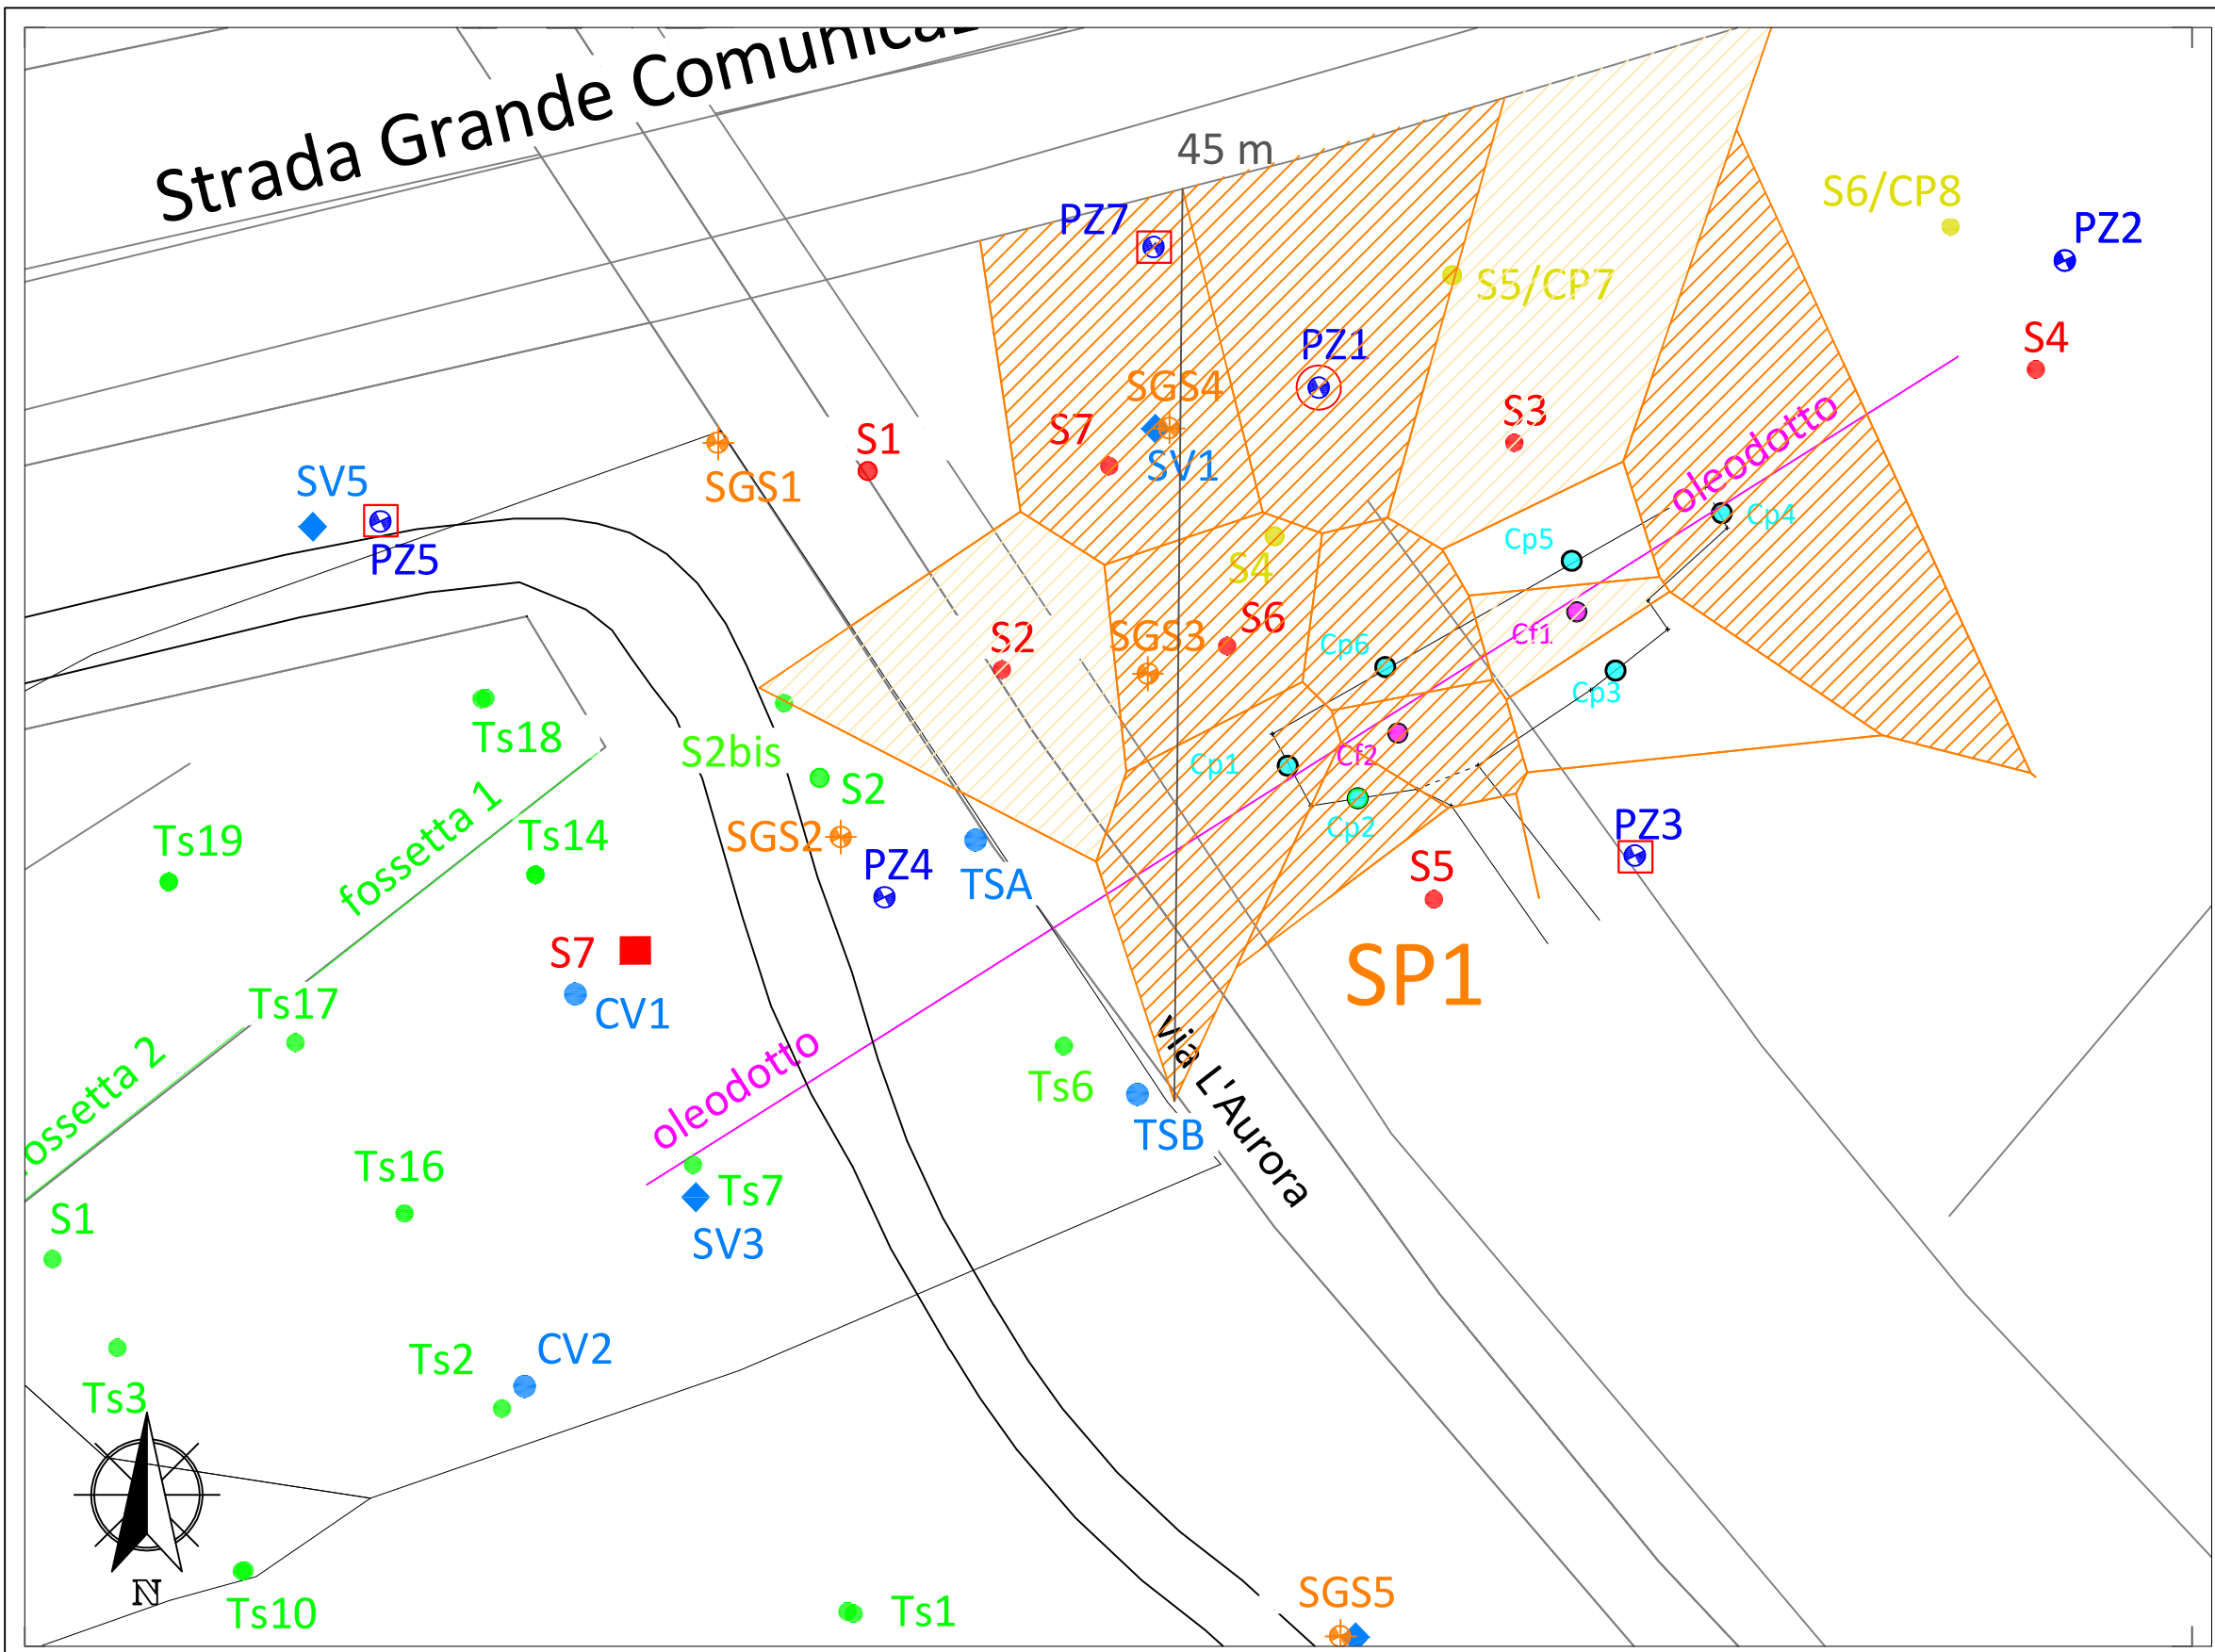 Strada Grande
45 m
S6/CP8
PZ7
PZ2
S5/CP7
PZ1
S4
SGS4
S3
oleodotto
S7
S1
SV1
SGS1
SV5
Cp5
Cp4
PZ5
S4
S6
S2
SGS3
Cp6
Cf1
Cp3
Ts18
S2bis
Cp1
Cf2
S2
fossetta 1
Ts19
Ts14
SGS2
Cp2
PZ3
PZ4
TSA
S5
S7
SP1
CV1
Ts17
fossetta 2
oleodotto
via L'Aurora
Ts6
TSB
Ts16
Ts7
S1
SV3
CV2
Ts2
Ts3
SGS5
N
Ts10
Ts1